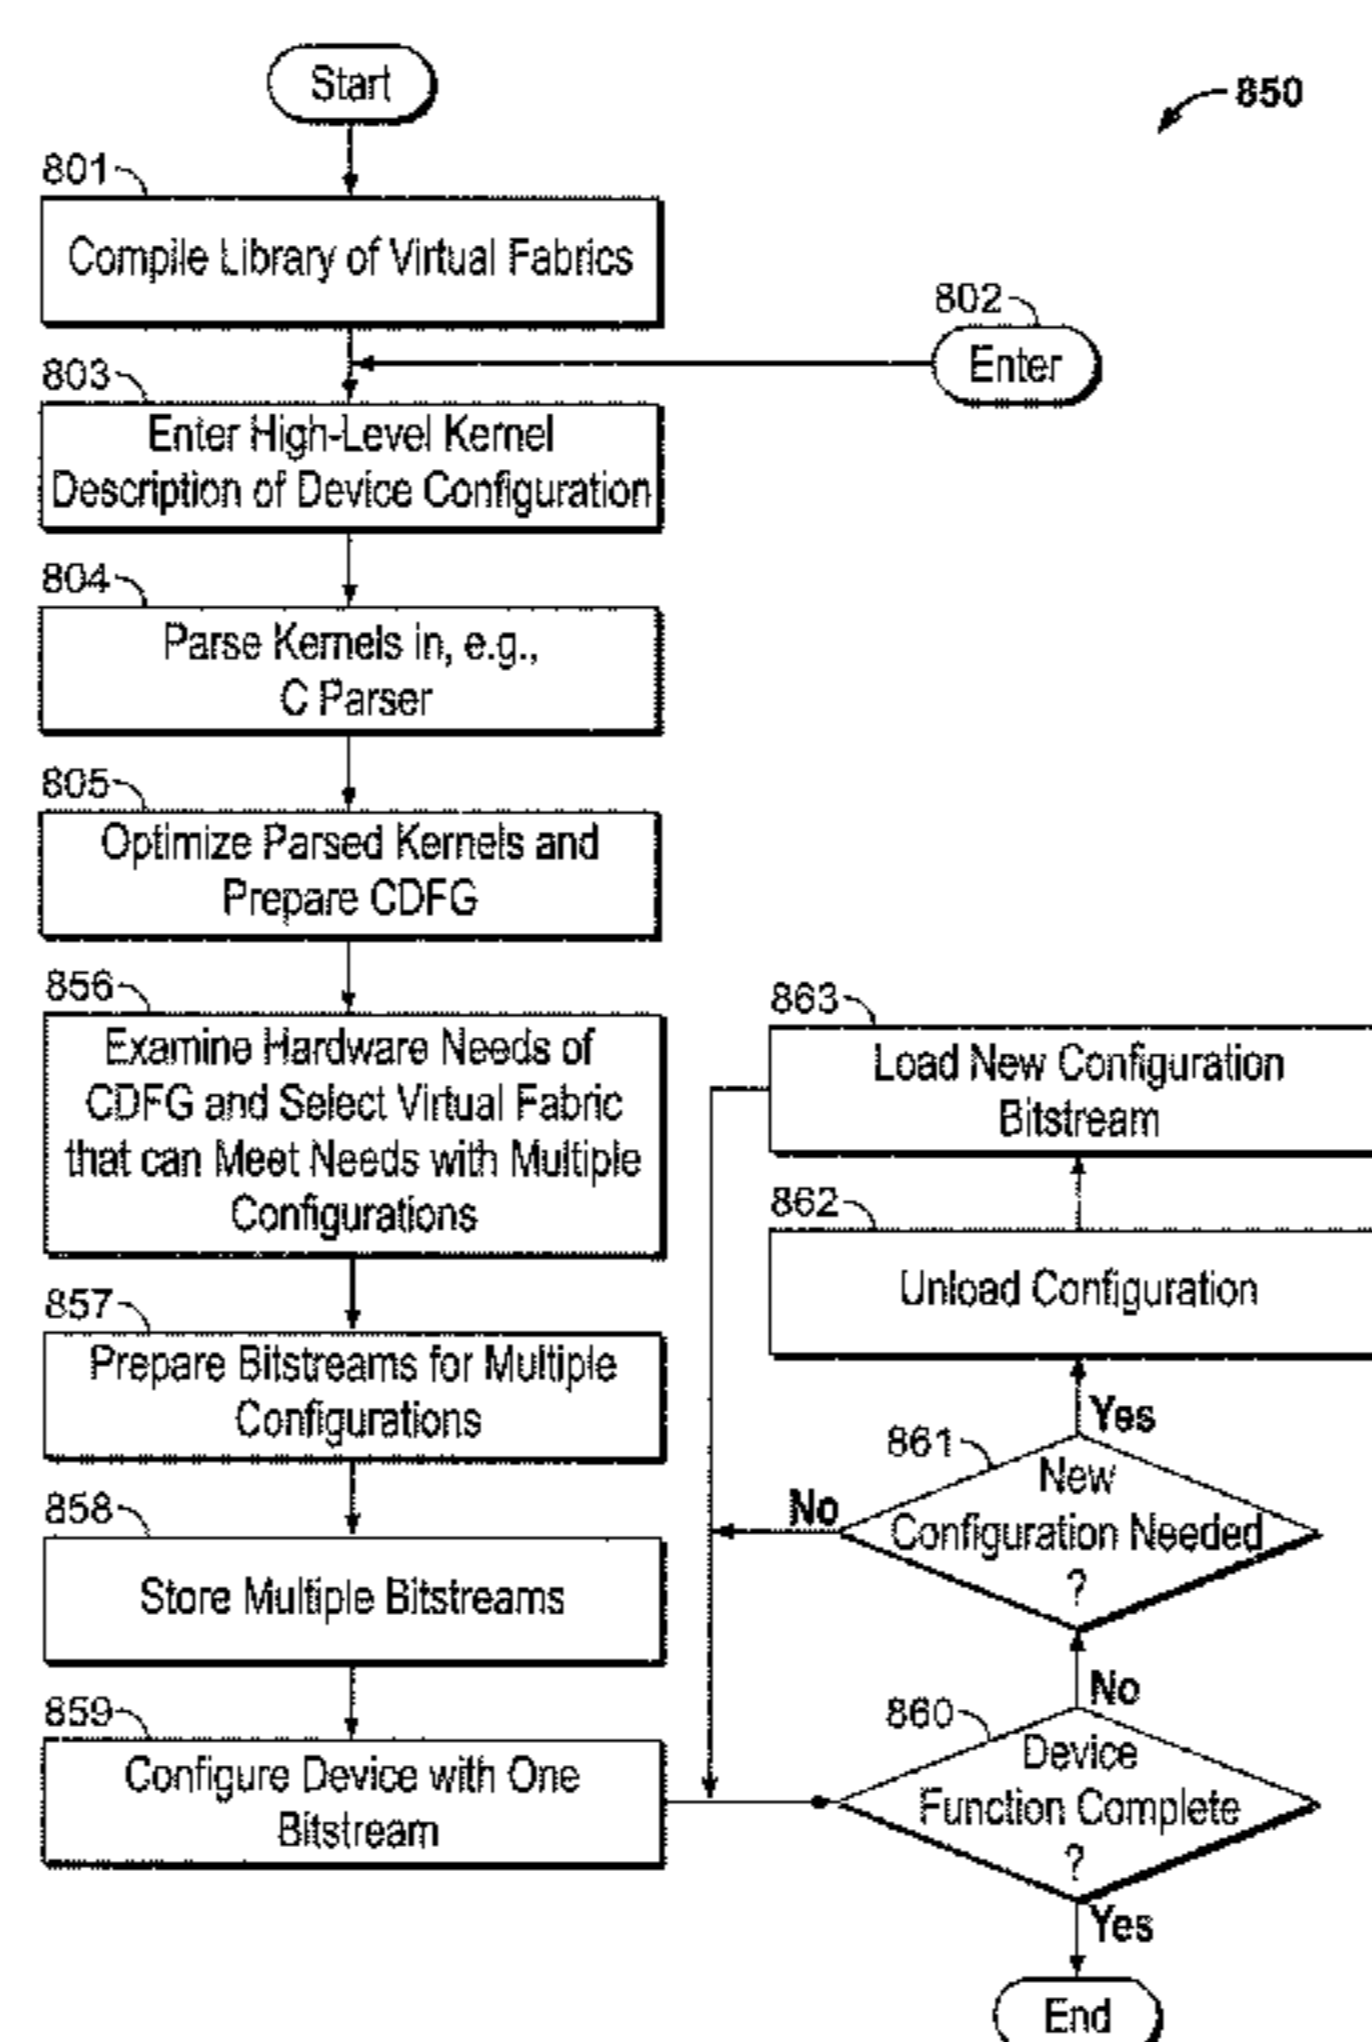 Start
850
801
Compile Library of Virtual Fabrics
802
Enter
803
Enter High-Level Kernel
Description of Device Configuration
804
Parse Kernels in, e.g.,
C Parser
805
Optimize Parsed Kernels and
Prepare CDFG
856
Examine Hardware Needs of
CDFG and Select Virtual Fabric
that can Meet Needs with Multiple
Configurations
857
Prepare Bitstreams for Multiple
Configurations
858
Store Multiple Bitstreams
859
Configure Device with One
Bitstream
863
Load New Configuration
Bitstream
862
Unload Configuration
Yes
861
New
Configuration Needed
?
No
No
860
Device
Function Complete
?
Yes
End